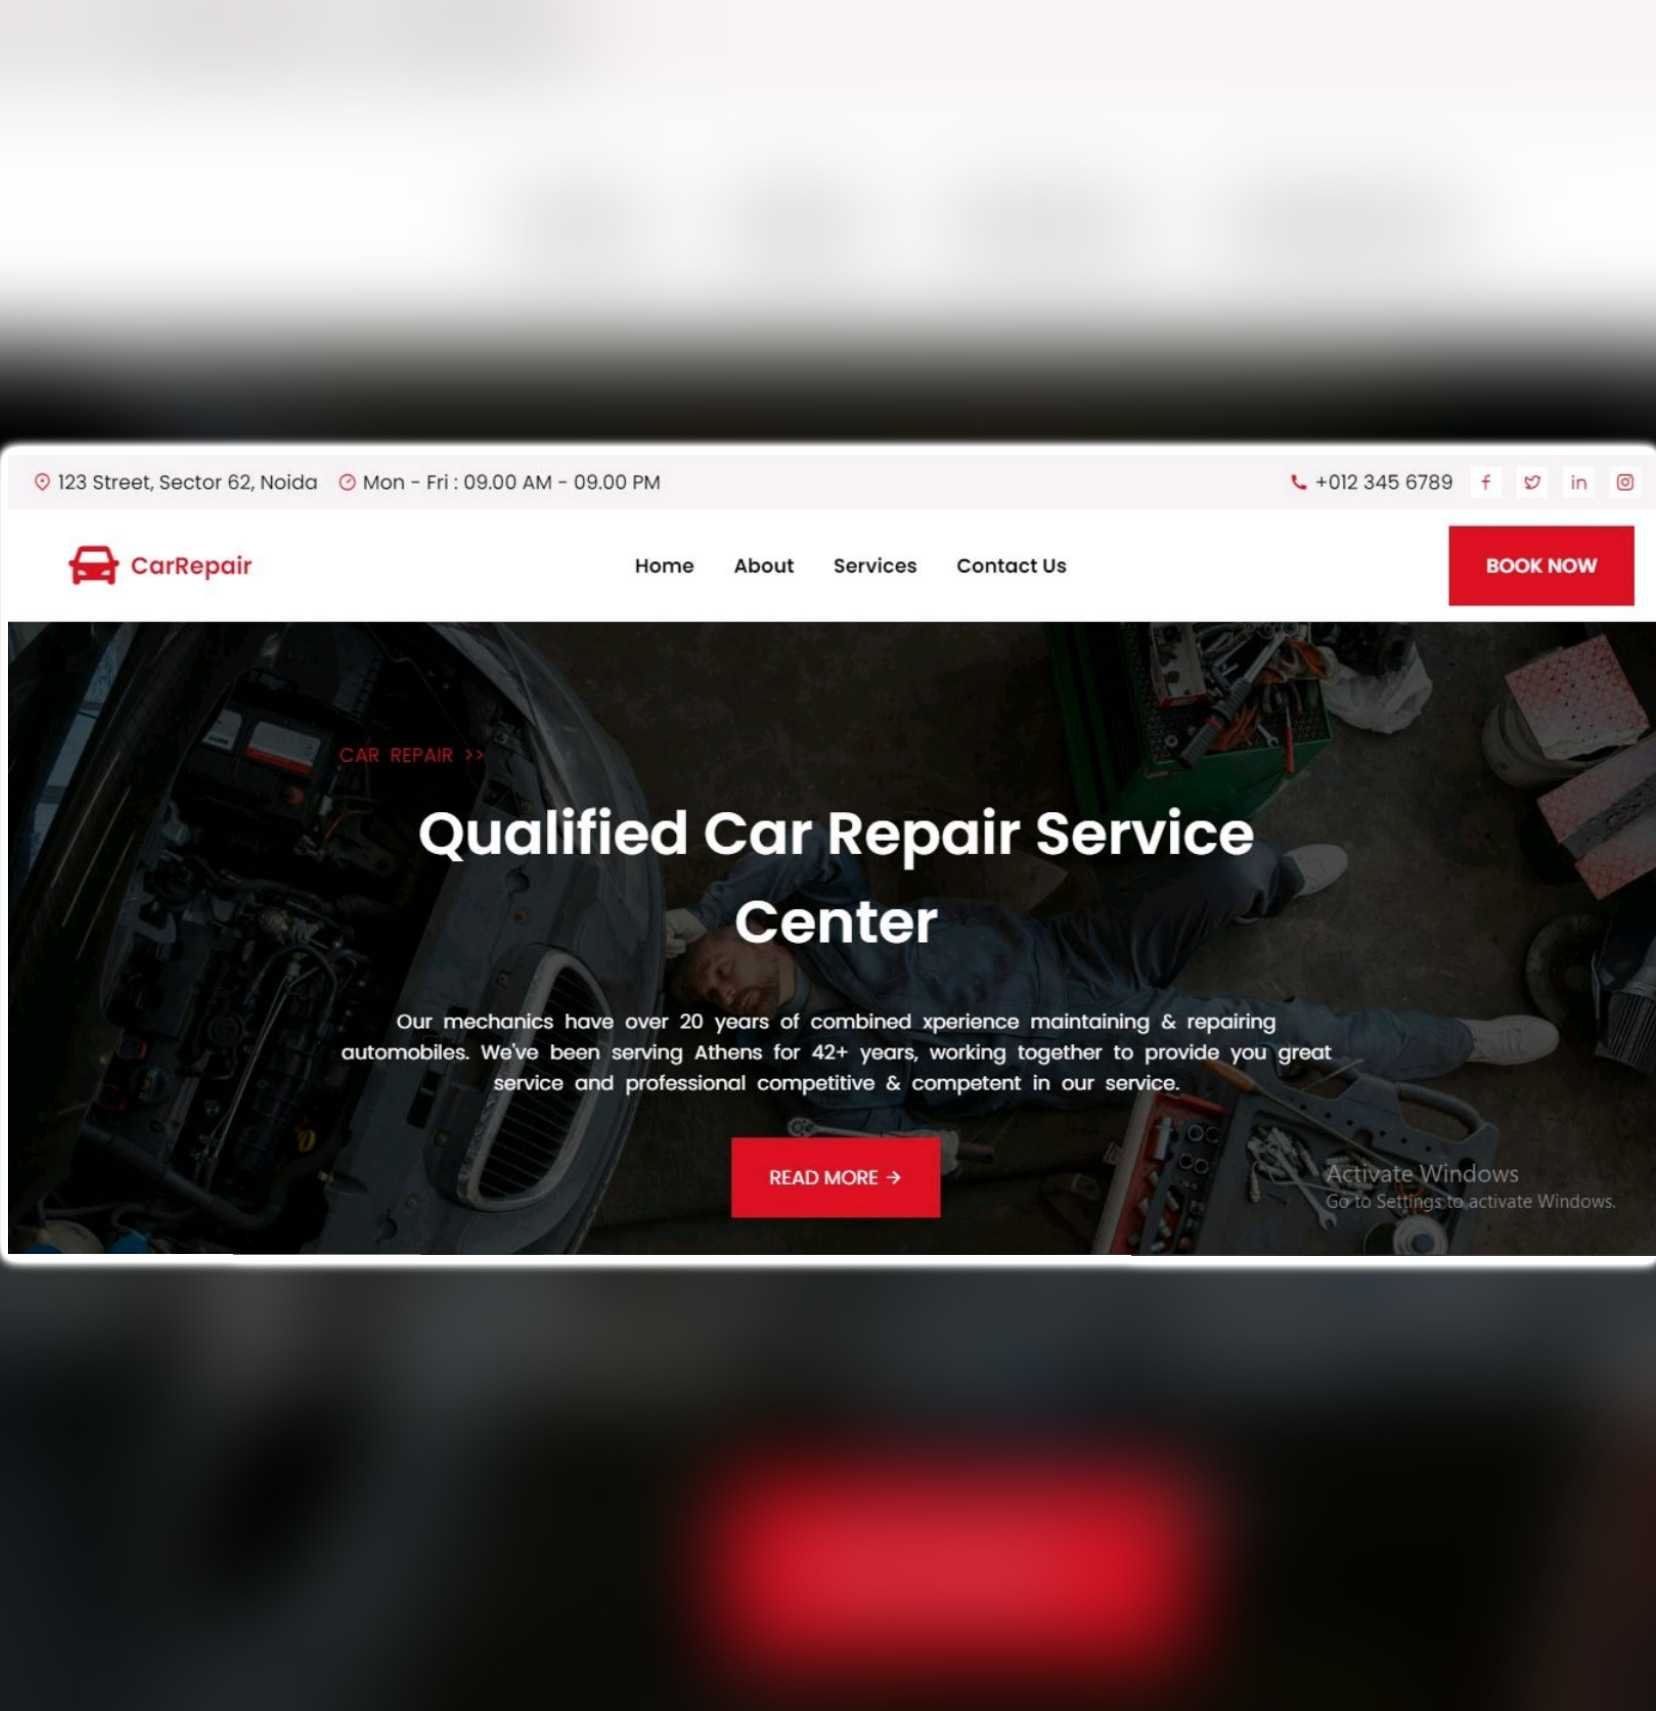 123 Street, Sector 62, Noida Mon - Fri : 09.00 AM - 09.00 PM +012 345 6789
CarRepair Home About Services Contact Us BOOK NOW
CAR REPAIR >>
Qualified Car Repair Service
Center
Our mechanics have over 20 years of combined xperience maintaining & repairing
automobiles. We've been serving Athens for 42+ years, working together to provide you great
service and professional competitive & competent in our service.
READ MORE →
Activate Windows
Go to Settings to activate Windows.